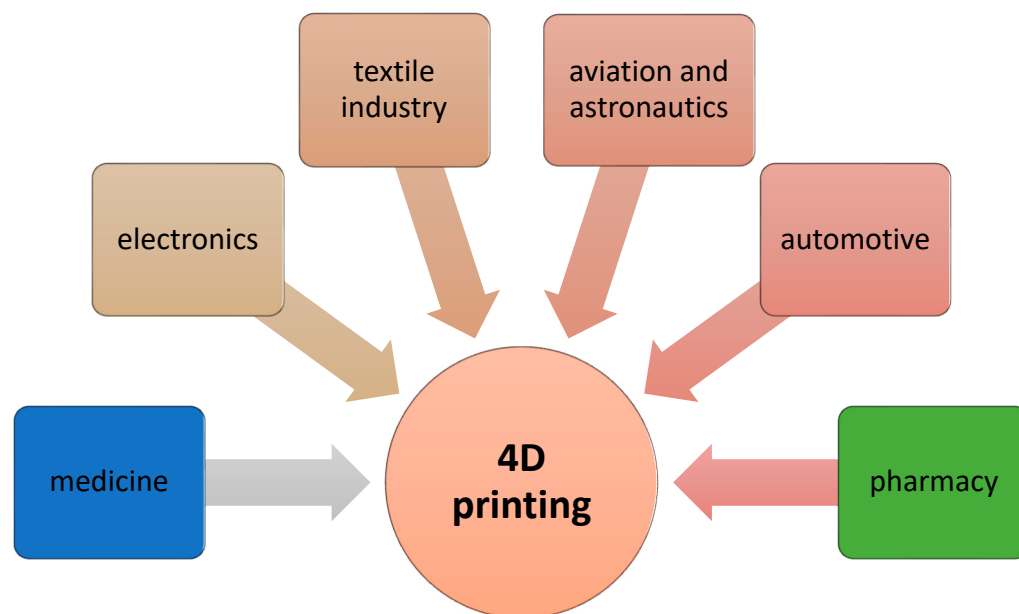 textile
industry
aviation and
astronautics
electronics
automotive
medicine
4D
printing
pharmacy